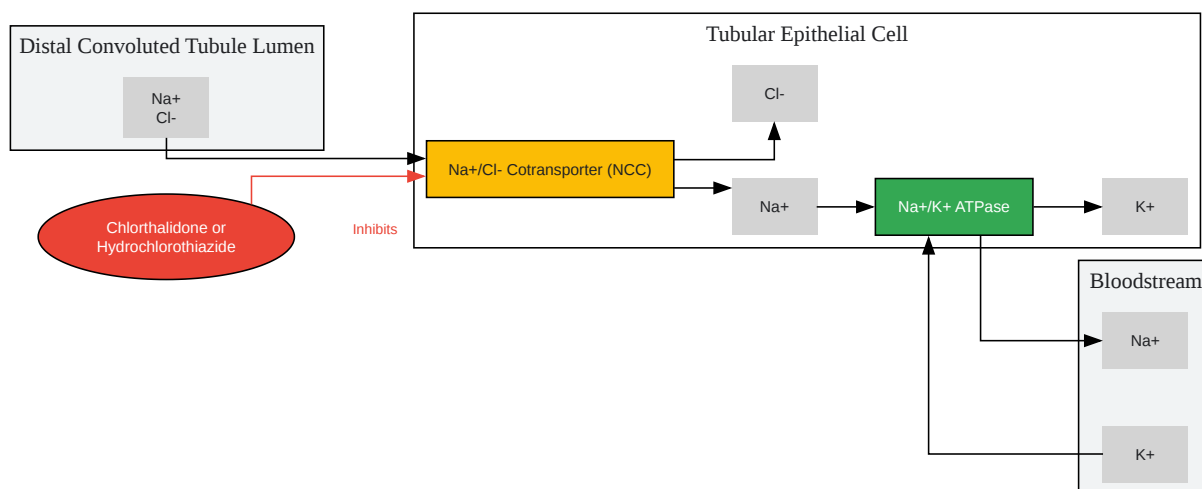 Distal Convoluted Tubule Lumen
Na+
Cl-
Chlorthalidone or
Hydrochlorothiazide
Inhibits
Tubular Epithelial Cell
Cl-
Na+/Cl- Cotransporter (NCC)
Na+
Na+/K+ ATPase
K+
Bloodstream
Na+
K+